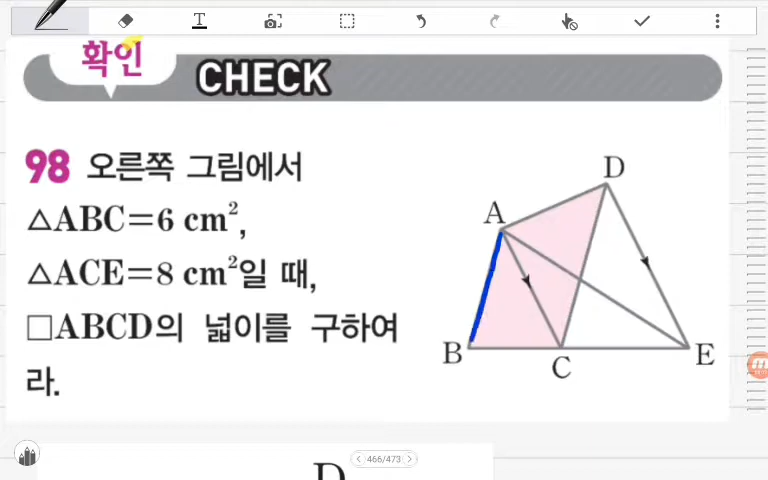 T
확인
CHECK
98 오른쪽 그림에서
△ABC=6 cm²,
△ACE=8 cm²일 때,
□ABCD의 넓이를 구하여
라.
D
A
B
C
E
466/473
D